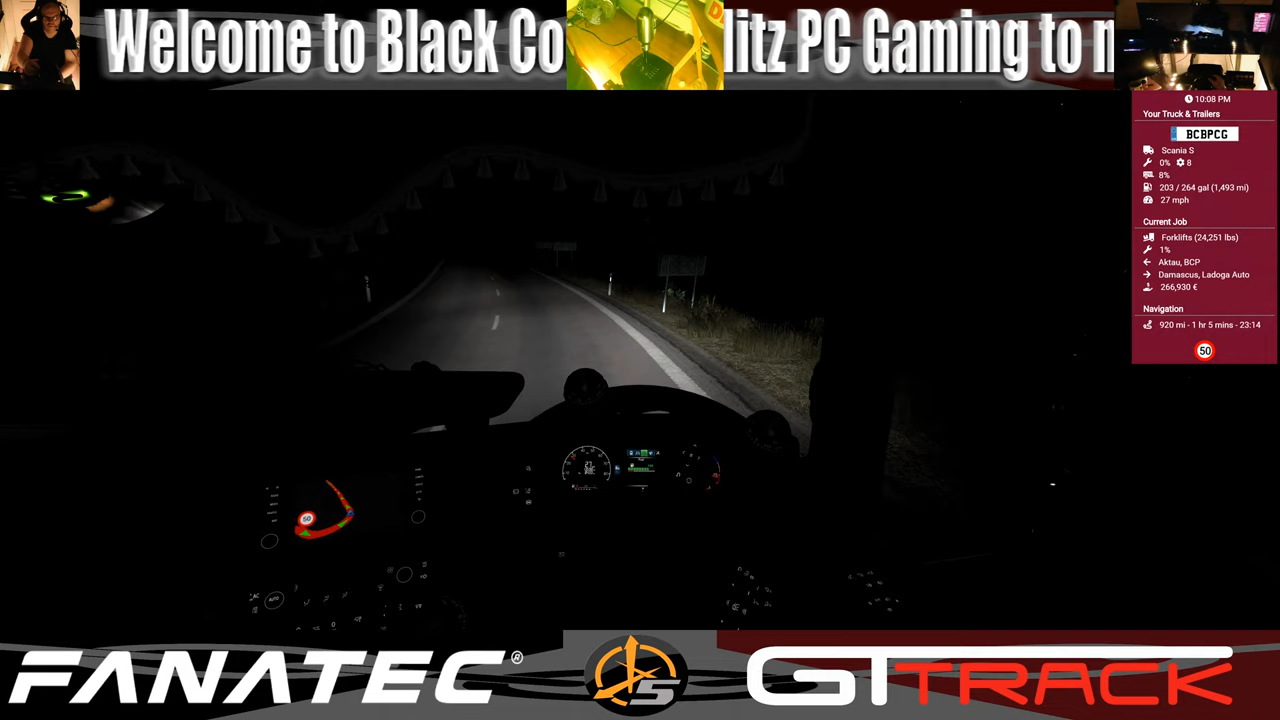 Welcome to Black Co
litz PC Gaming to
10:08 PM
Your Truck & Trailers
BCBPCG
Scania S
0% 8
8%
203 / 264 gal (1,493 mi)
27 mph
Current Job
Forklifts (24,251 lbs)
1%
Aktau, BCP
Damascus, Ladoga Auto
266,930 €
Navigation
920 mi - 1 hr 5 mins - 23:14
50
50
AUTO
FANATEC®
S
GTTRACK